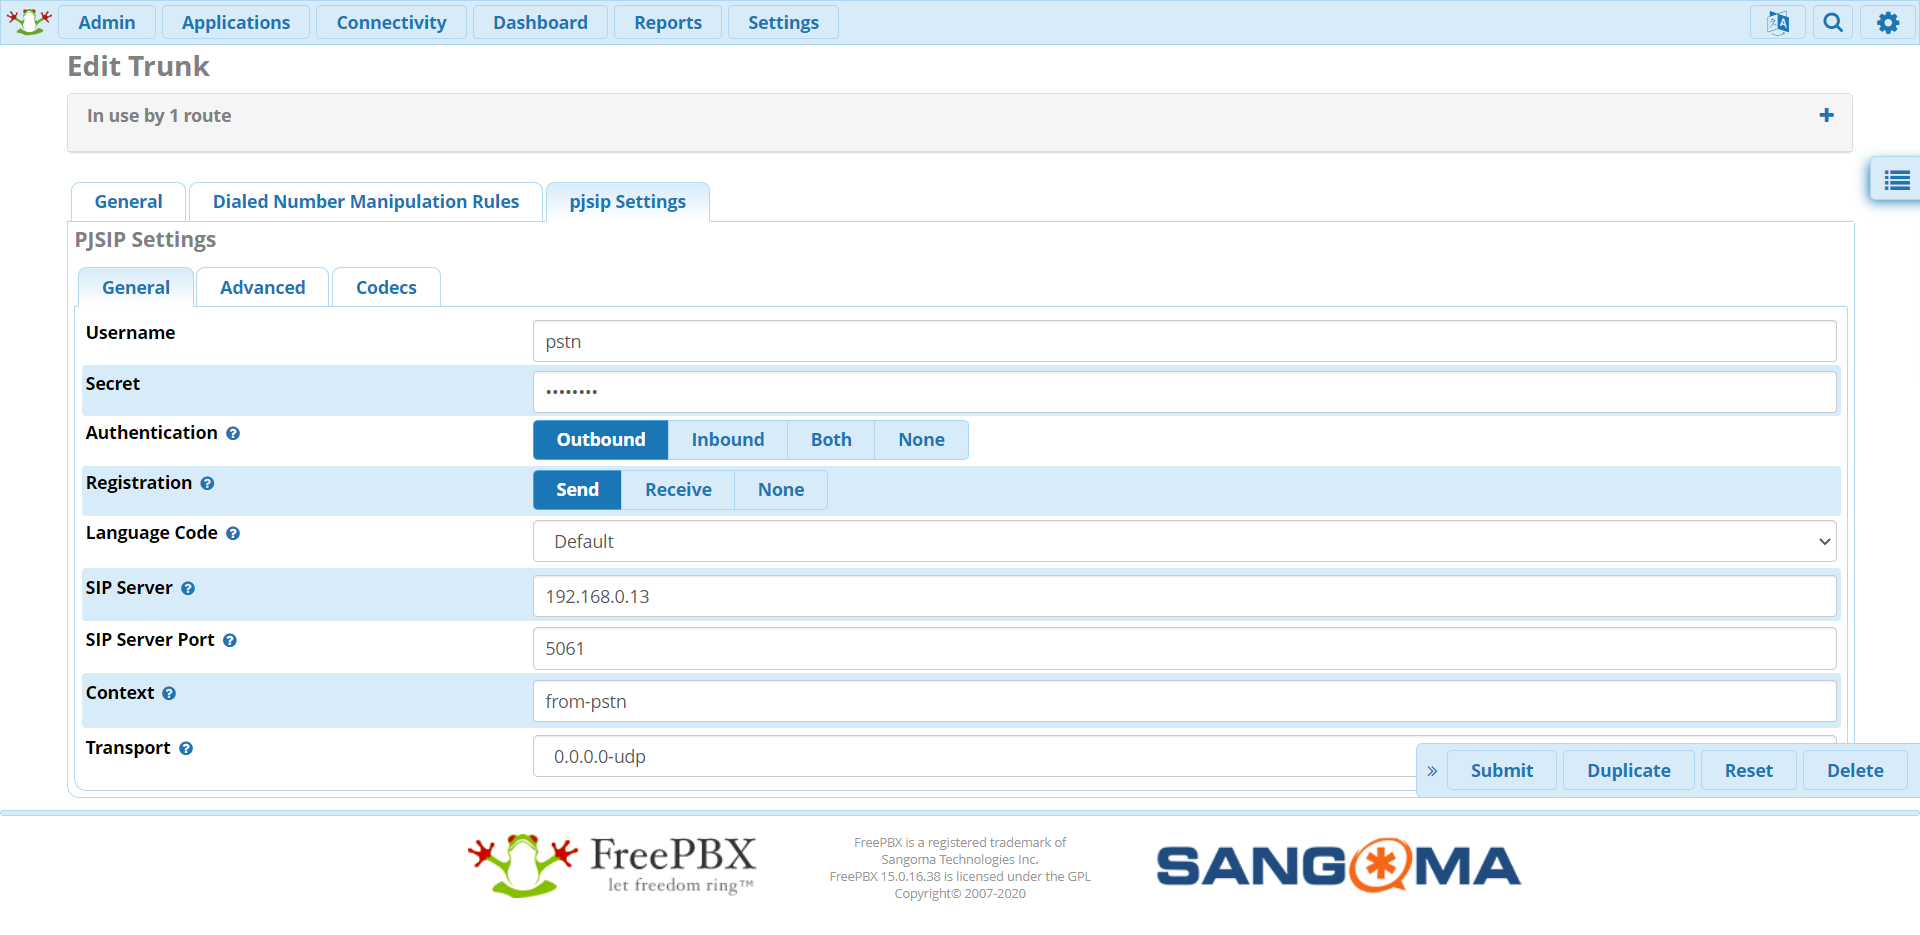 Admin Applications Connectivity Dashboard Reports Settings
Edit Trunk
In use by 1 route
General Dialed Number Manipulation Rules pjsip Settings
PJSIP Settings
General Advanced Codecs
Username pstn
Secret ••••••••
Authentication Outbound Inbound Both None
Registration Send Receive None
Language Code Default
SIP Server 192.168.0.13
SIP Server Port 5061
Context from-pstn
Transport 0.0.0.0-udp
» Submit Duplicate Reset Delete
FreePBX
let freedom ring™
FreePBX is a registered trademark of
Sangoma Technologies Inc.
FreePBX 15.0.16.38 is licensed under the GPL
Copyright© 2007-2020
SANGOMA